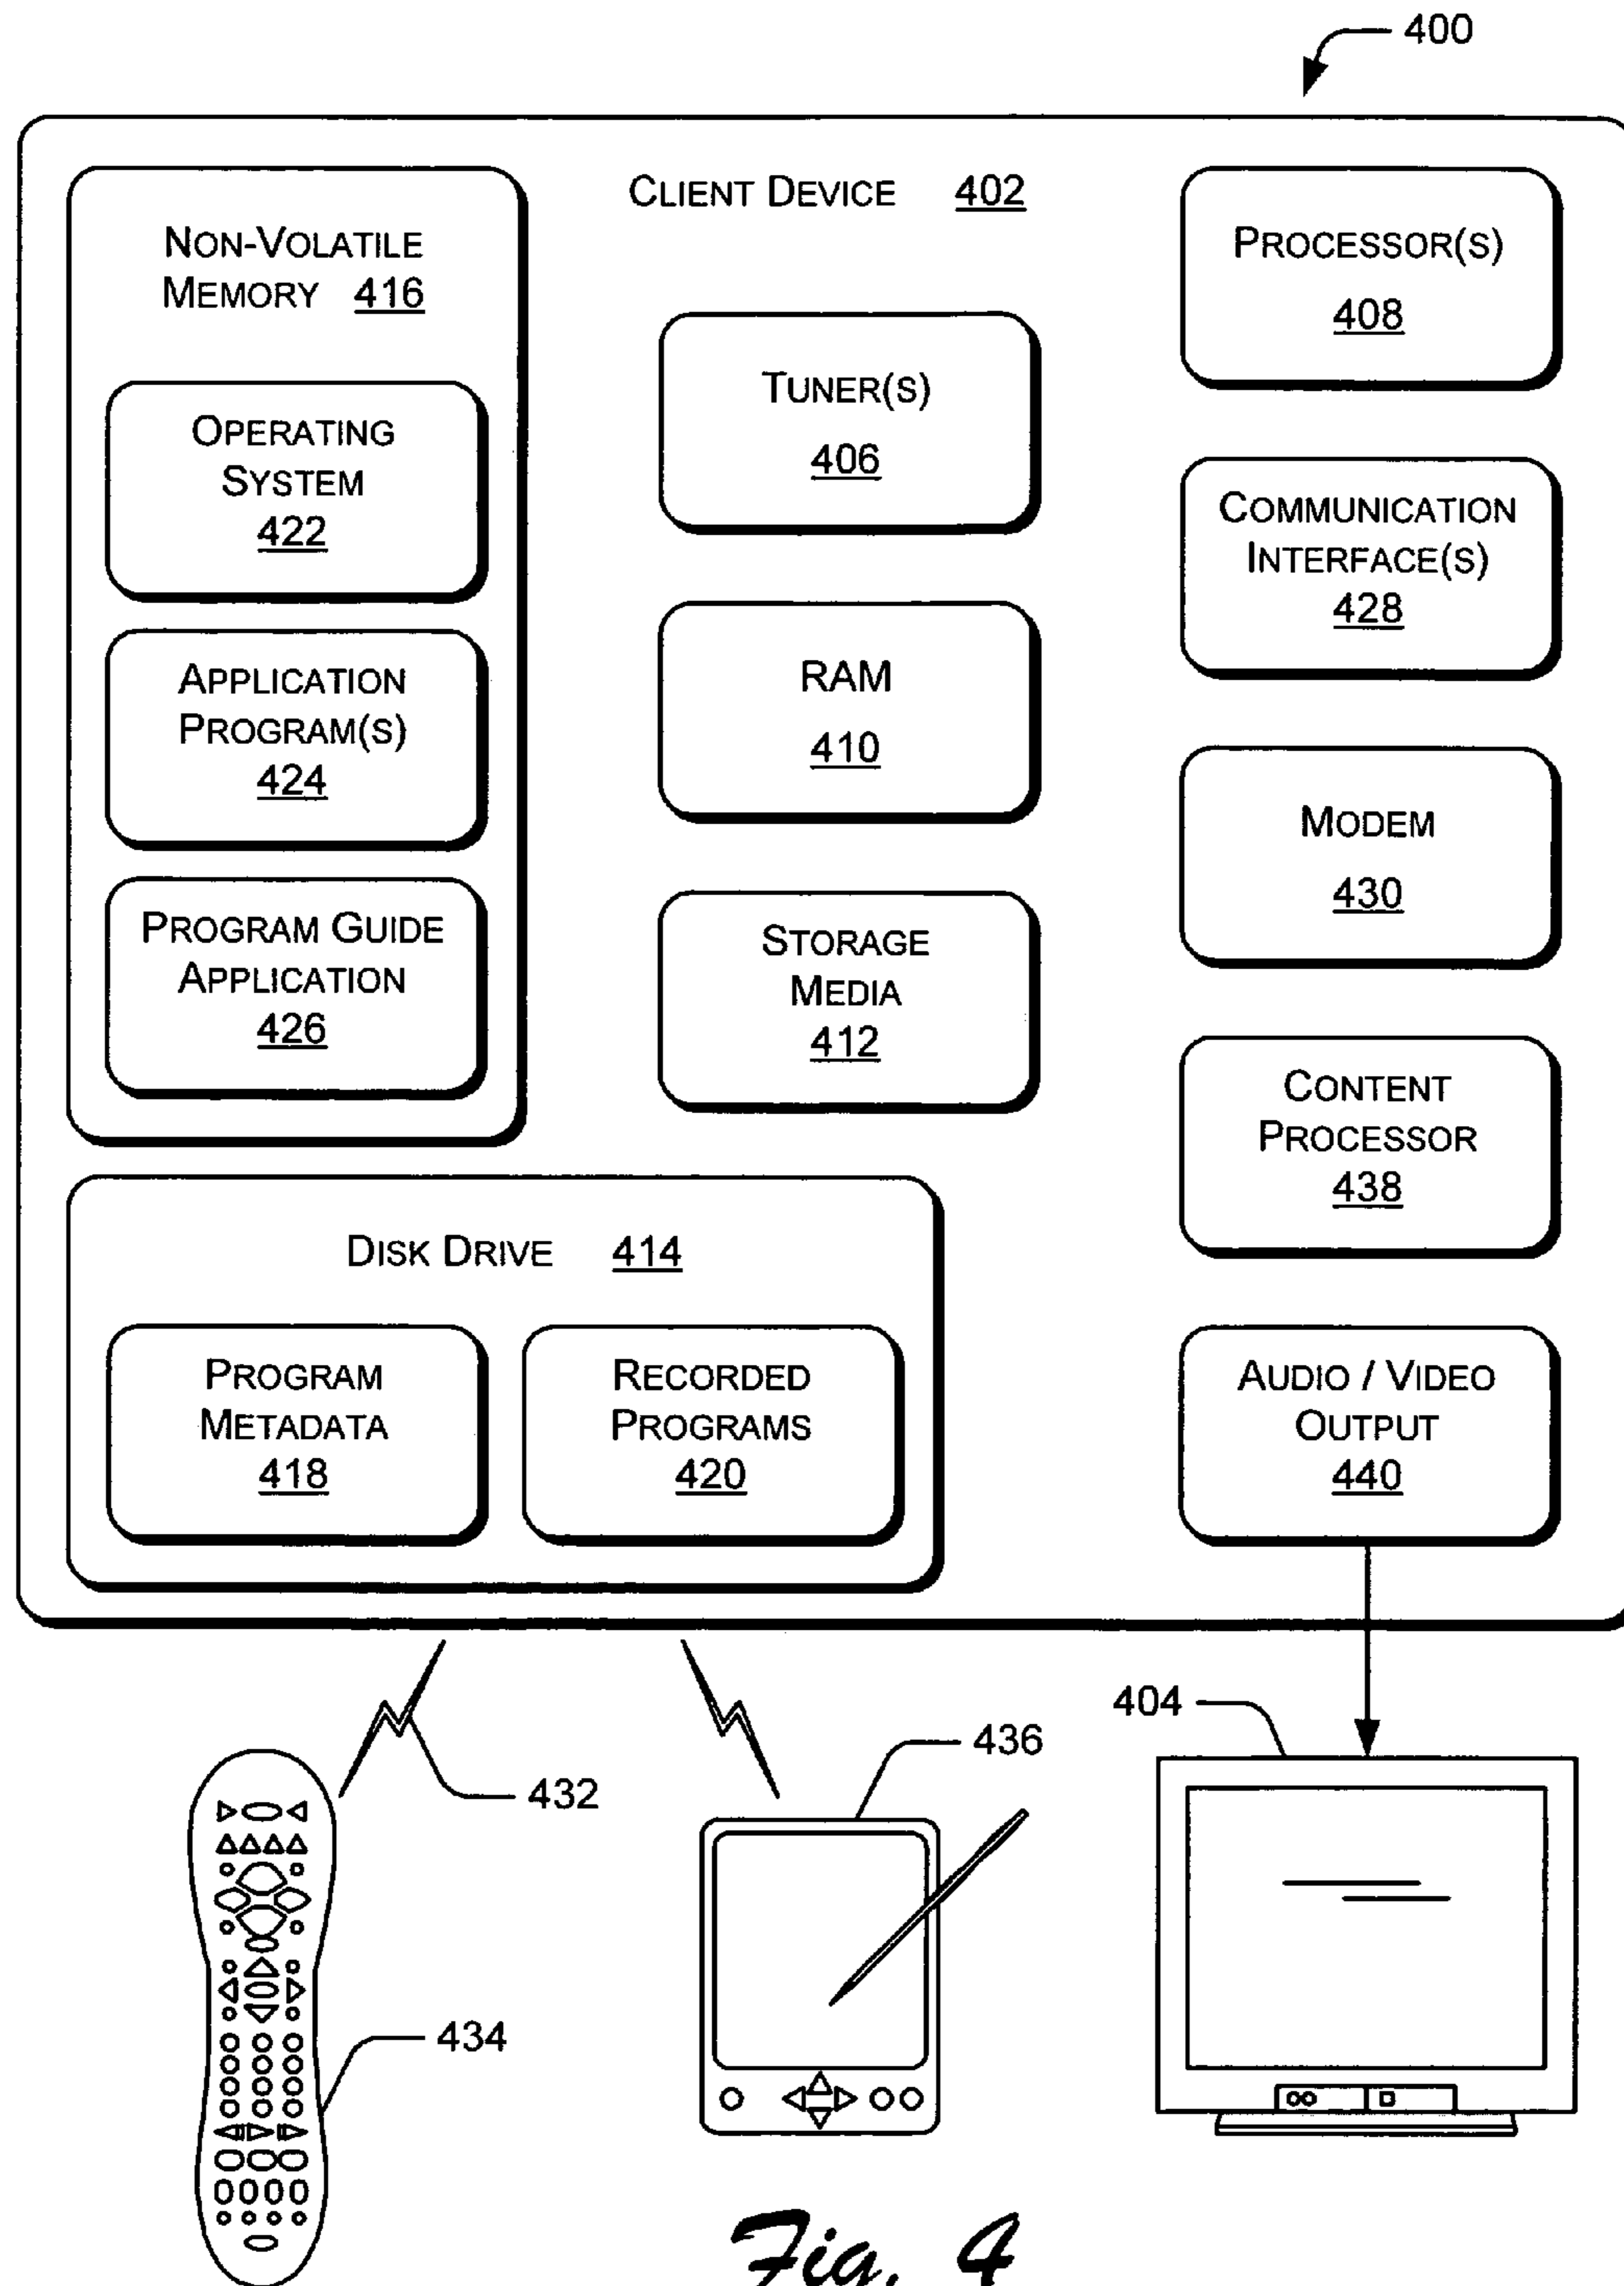 400
CLIENT DEVICE 402
NON-VOLATILE
MEMORY 416
OPERATING
SYSTEM
422
APPLICATION
PROGRAM(S)
424
PROGRAM GUIDE
APPLICATION
426
TUNER(S)
406
RAM
410
STORAGE
MEDIA
412
PROCESSOR(S)
408
COMMUNICATION
INTERFACE(S)
428
MODEM
430
CONTENT
PROCESSOR
438
AUDIO / VIDEO
OUTPUT
440
DISK DRIVE 414
PROGRAM
METADATA
418
RECORDED
PROGRAMS
420
432
434
436
404
Fig. 4